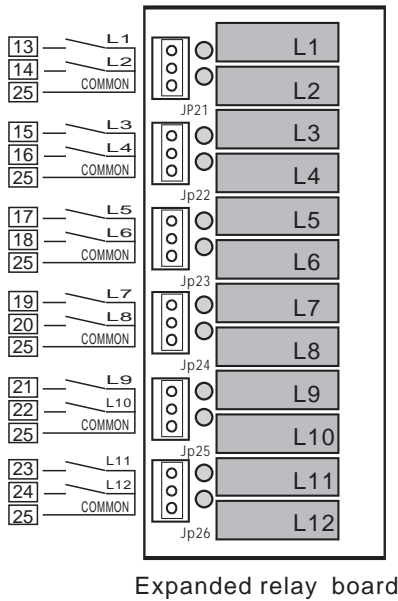 13 L1 L1
14 L2 L2
25 COMMON
JP21
15 L3 L3
16 L4 L4
25 COMMON
Jp22
17 L5 L5
18 L6 L6
25 COMMON
Jp23
19 L7 L7
20 L8 L8
25 COMMON
Jp24
21 L9 L9
22 L10 L10
25 COMMON
Jp25
23 L11 L11
24 L12 L12
25 COMMON
Jp26
Expanded relay board